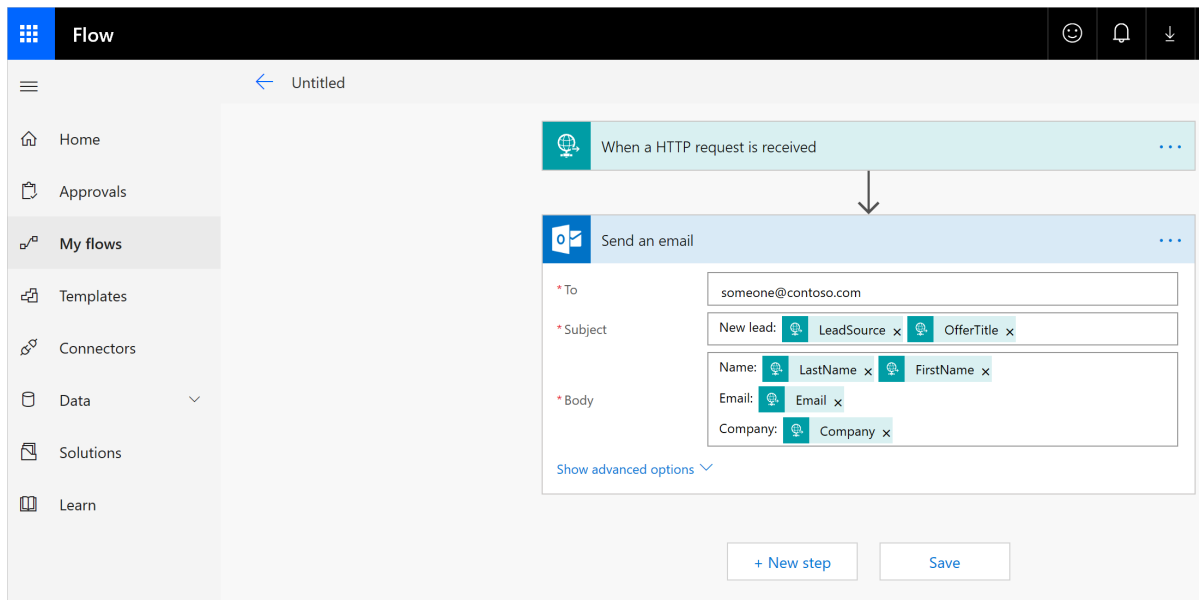 Flow
Untitled
Home
Approvals
My flows
Templates
Connectors
Data
Solutions
Learn
When a HTTP request is received
Send an email
* To
someone@contoso.com
* Subject
New lead: LeadSource x OfferTitle x
* Body
Name: LastName x FirstName x
Email: Email x
Company: Company x
Show advanced options
+ New step
Save